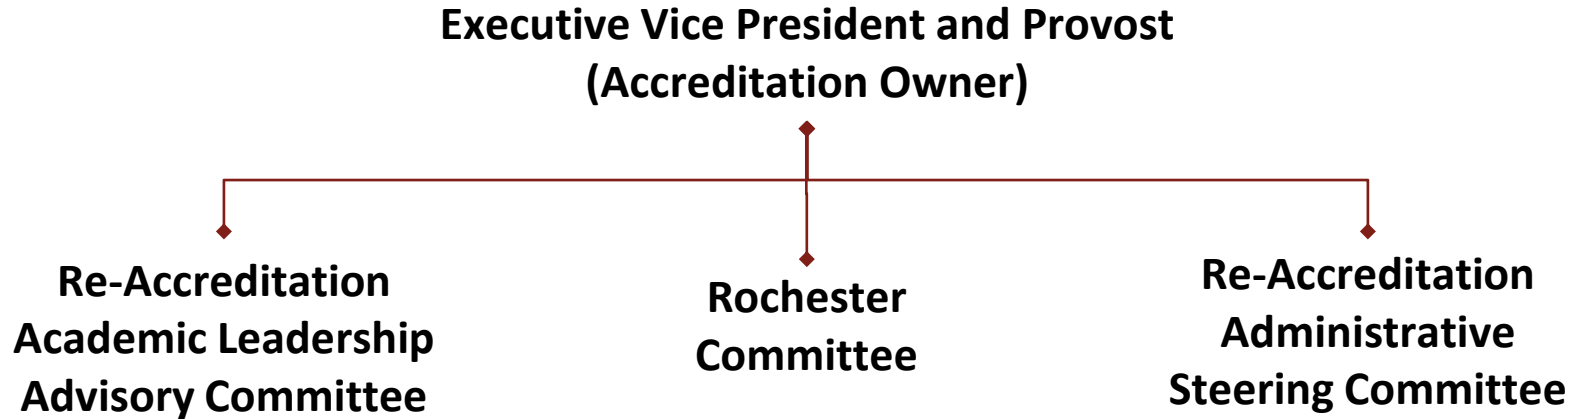 Executive Vice President and Provost
(Accreditation Owner)
Re-Accreditation
Academic Leadership
Advisory Committee
Rochester
Committee
Re-Accreditation
Administrative
Steering Committee